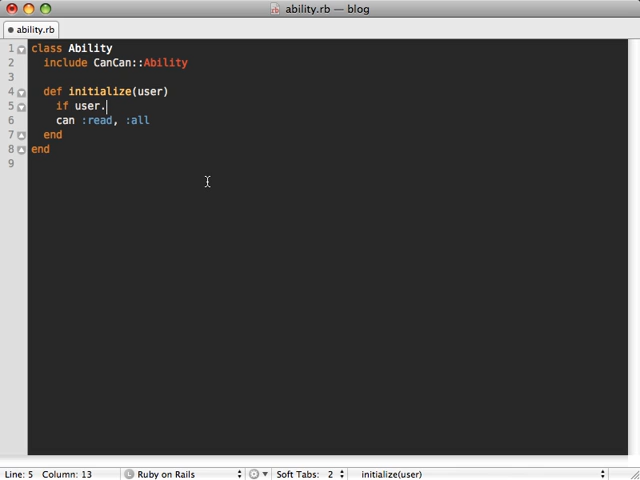 ability.rb — blog
ability.rb
1 class Ability
2 include CanCan::Ability
3
4 def initialize(user)
5 if user.
6 can :read, :all
7 end
8 end
9
Line: 5 Column: 13 L Ruby on Rails Soft Tabs: 2 initialize(user)